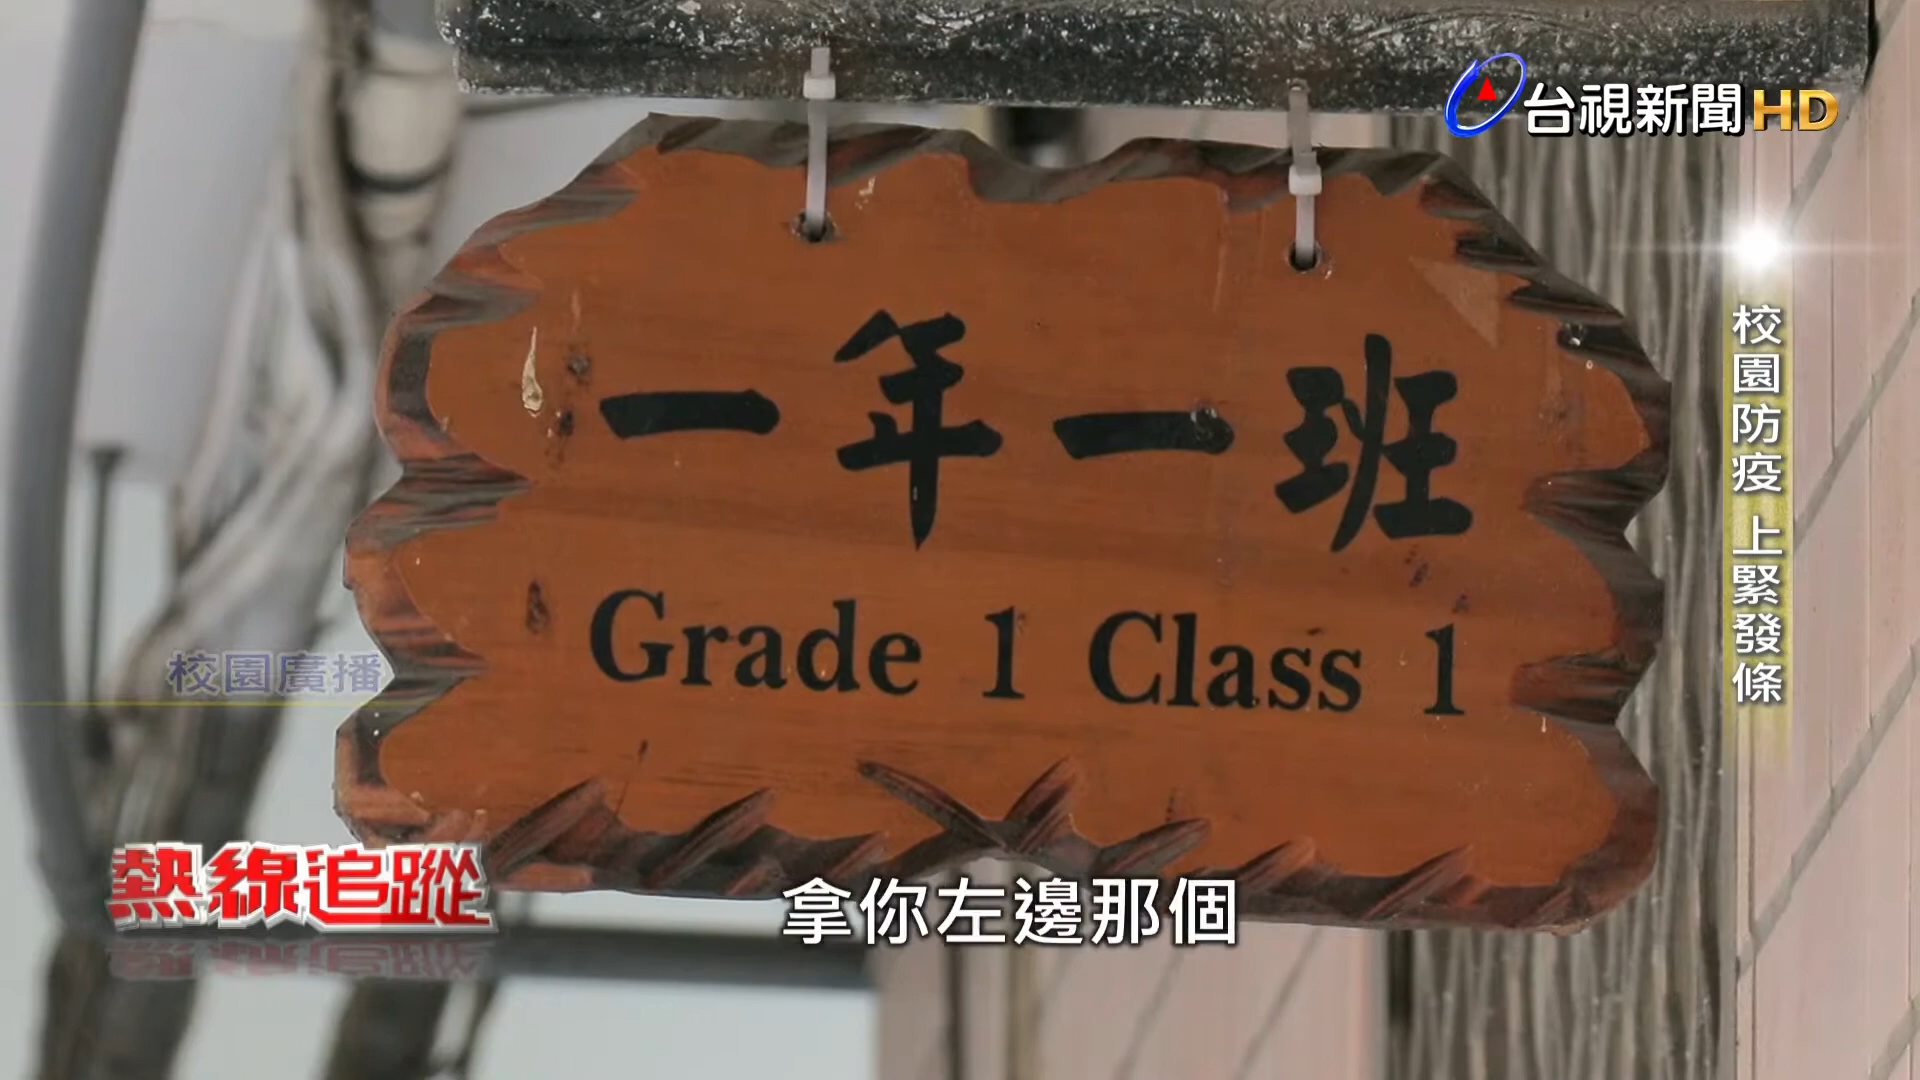 台視新聞HD
一年一班
Grade 1 Class 1
校園防疫 上緊發條
校園廣播
熱線追蹤
拿你左邊那個